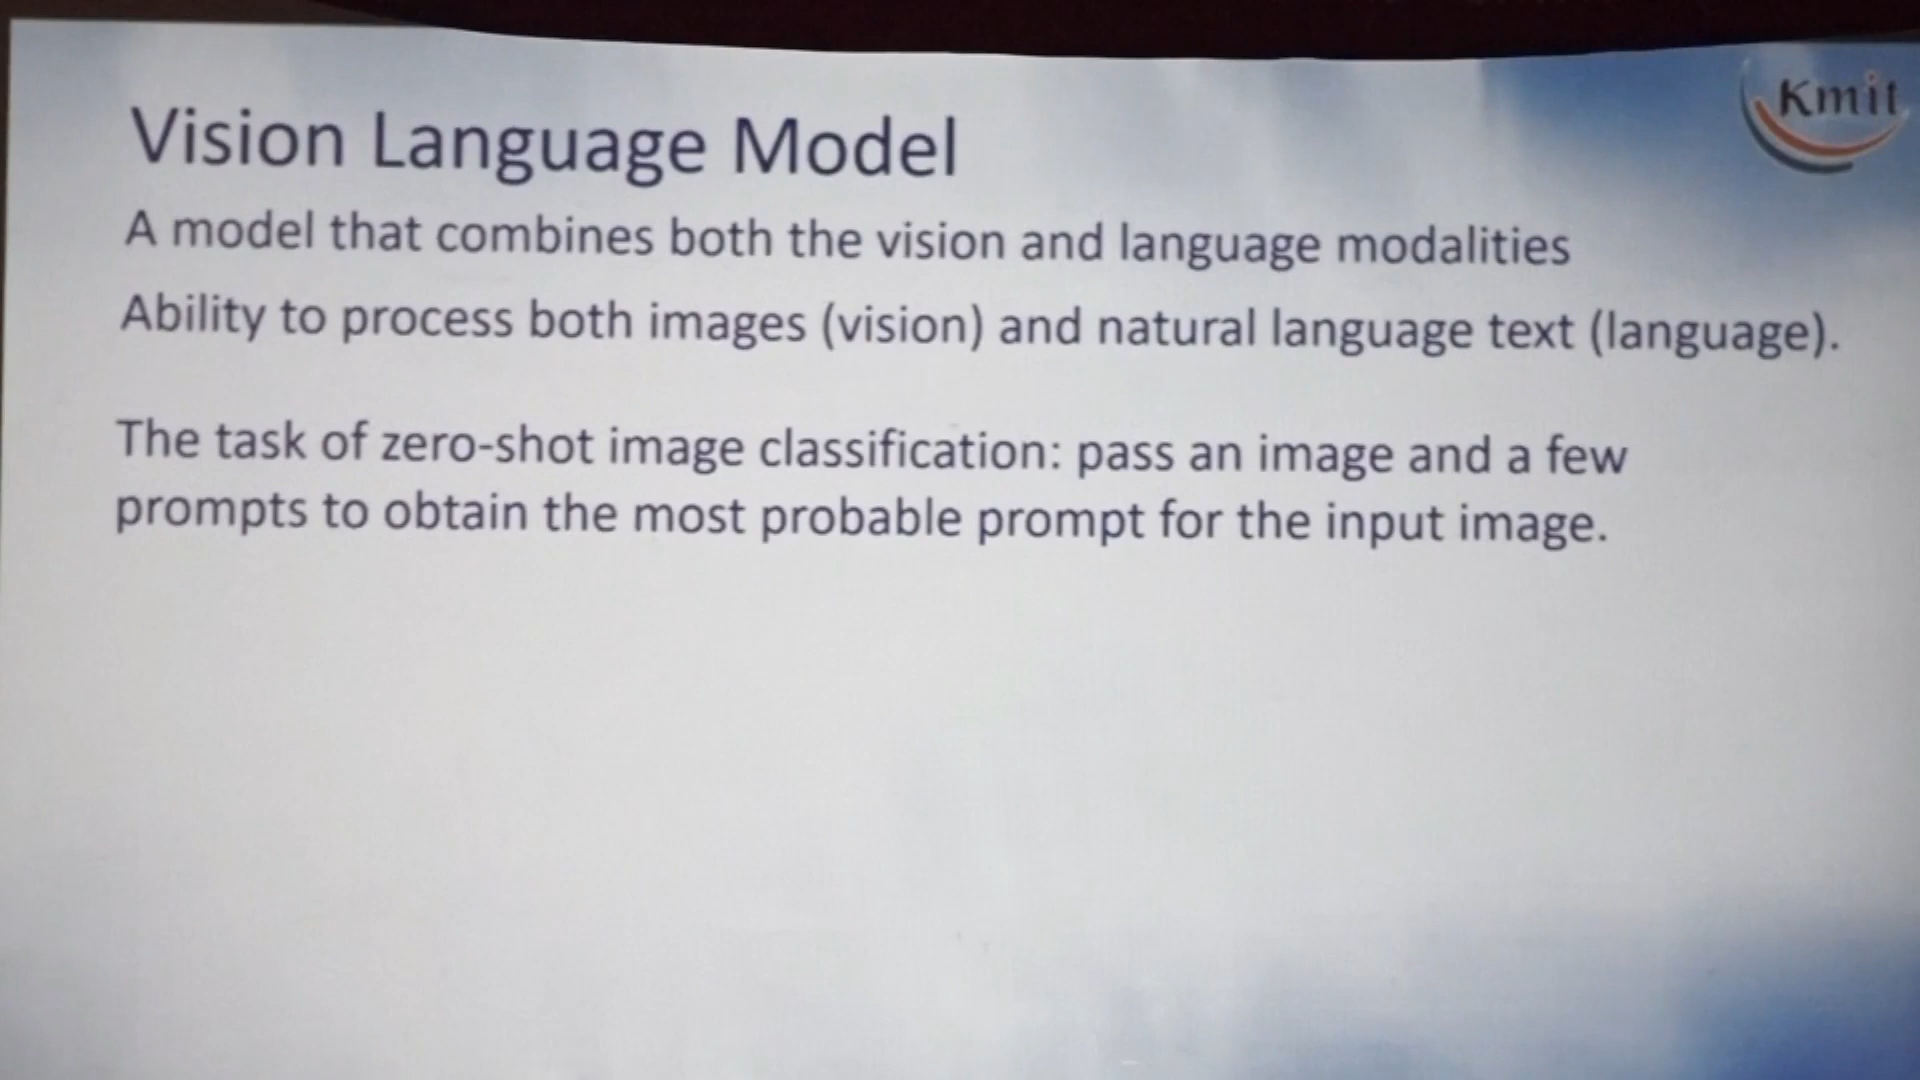 Kmit
Vision Language Model
A model that combines both the vision and language modalities
Ability to process both images (vision) and natural language text (language).
The task of zero-shot image classification: pass an image and a few
prompts to obtain the most probable prompt for the input image.